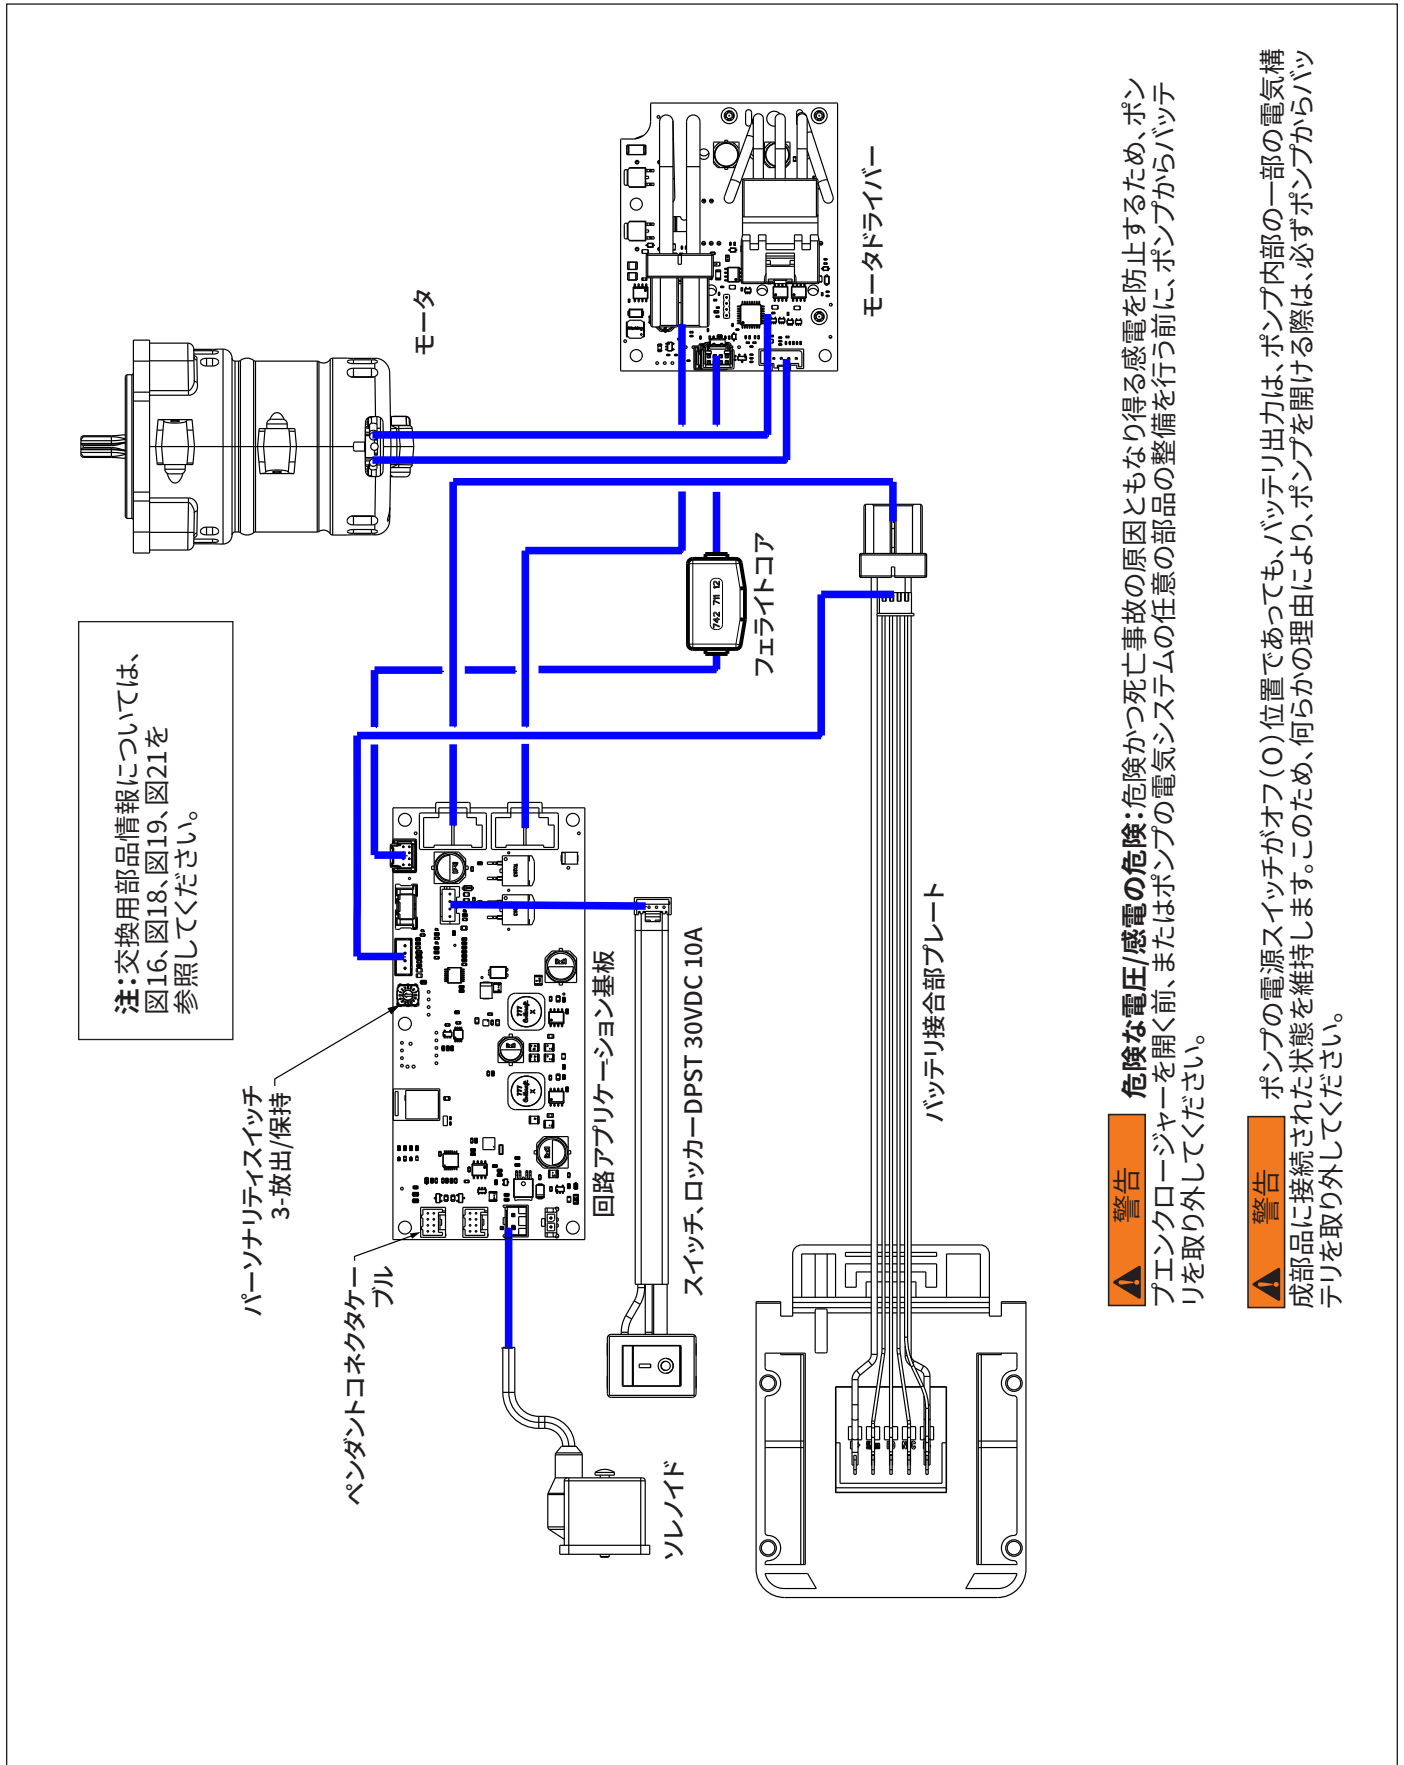 注：交換用部品情報については、
図16、図18、図19、図21を
参照してください。
パーソナリティスイッチ
3-放出/保持
ペンダントコネクタケー
ブル
モータ
モータドライバー
742 711 12
フェライトコア
回路アプリケーション基板
スイッチ、ロッカーDPST 30VDC 10A
ソレノイド
バッテリ接合部プレート
警告 危険な電圧/感電の危険：危険かつ死亡事故の原因ともなり得る感電を防止するため、ポン
プエンクロージャーを開く前、またはポンプの電気システムの任意の部品の整備を行う前に、ポンプからバッテ
リを取り外してください。
警告 ポンプの電源スイッチがオフ（O）位置であっても、バッテリ出力は、ポンプ内部の一部の電気構
成部品に接続された状態を維持します。このため、何らかの理由により、ポンプを開ける際は、必ずポンプからバッ
テリを取り外してください。